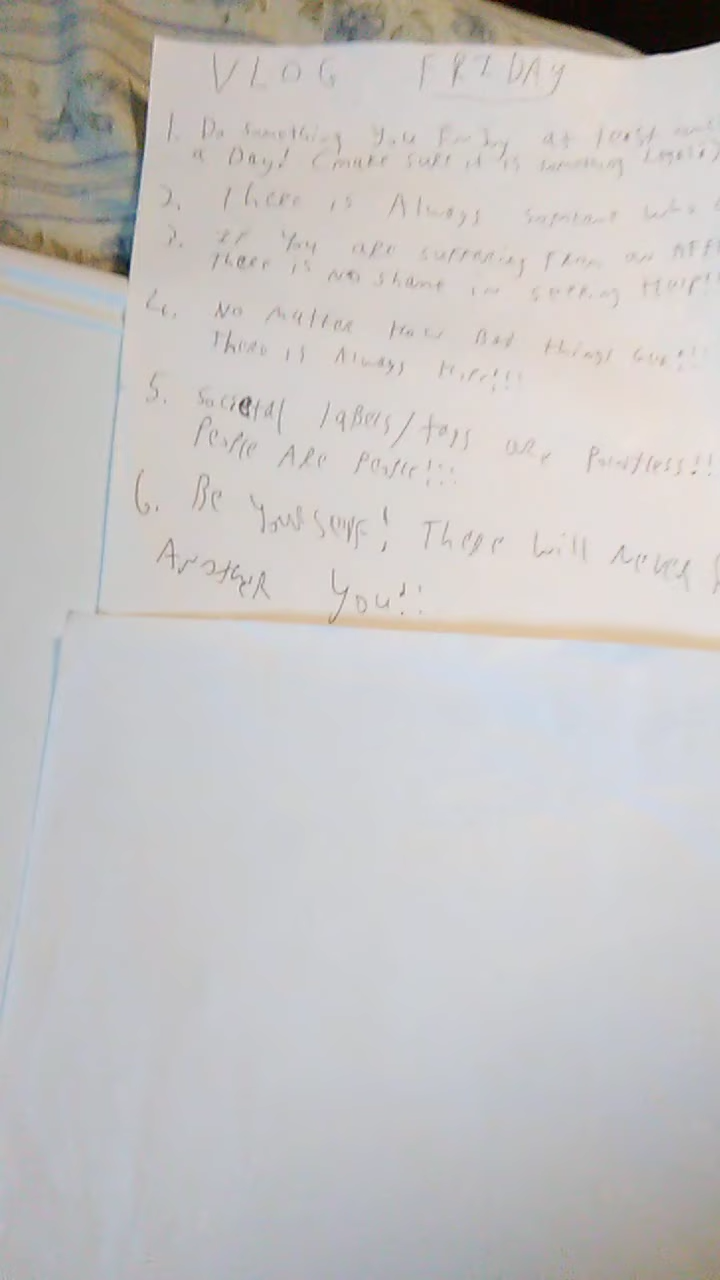 VLOG FRIDAY
1. Do something you Enjoy at least
a Day! (make sure it is something
2. There is Always someone who
3. If You are suffering From an
There is No shame in seeking Help!!
4. No matter How Bad things
There is Always
5. societal labels/tags are Pointless!!
People Are People!!!
6. Be Yourself! There will never
Another You!!